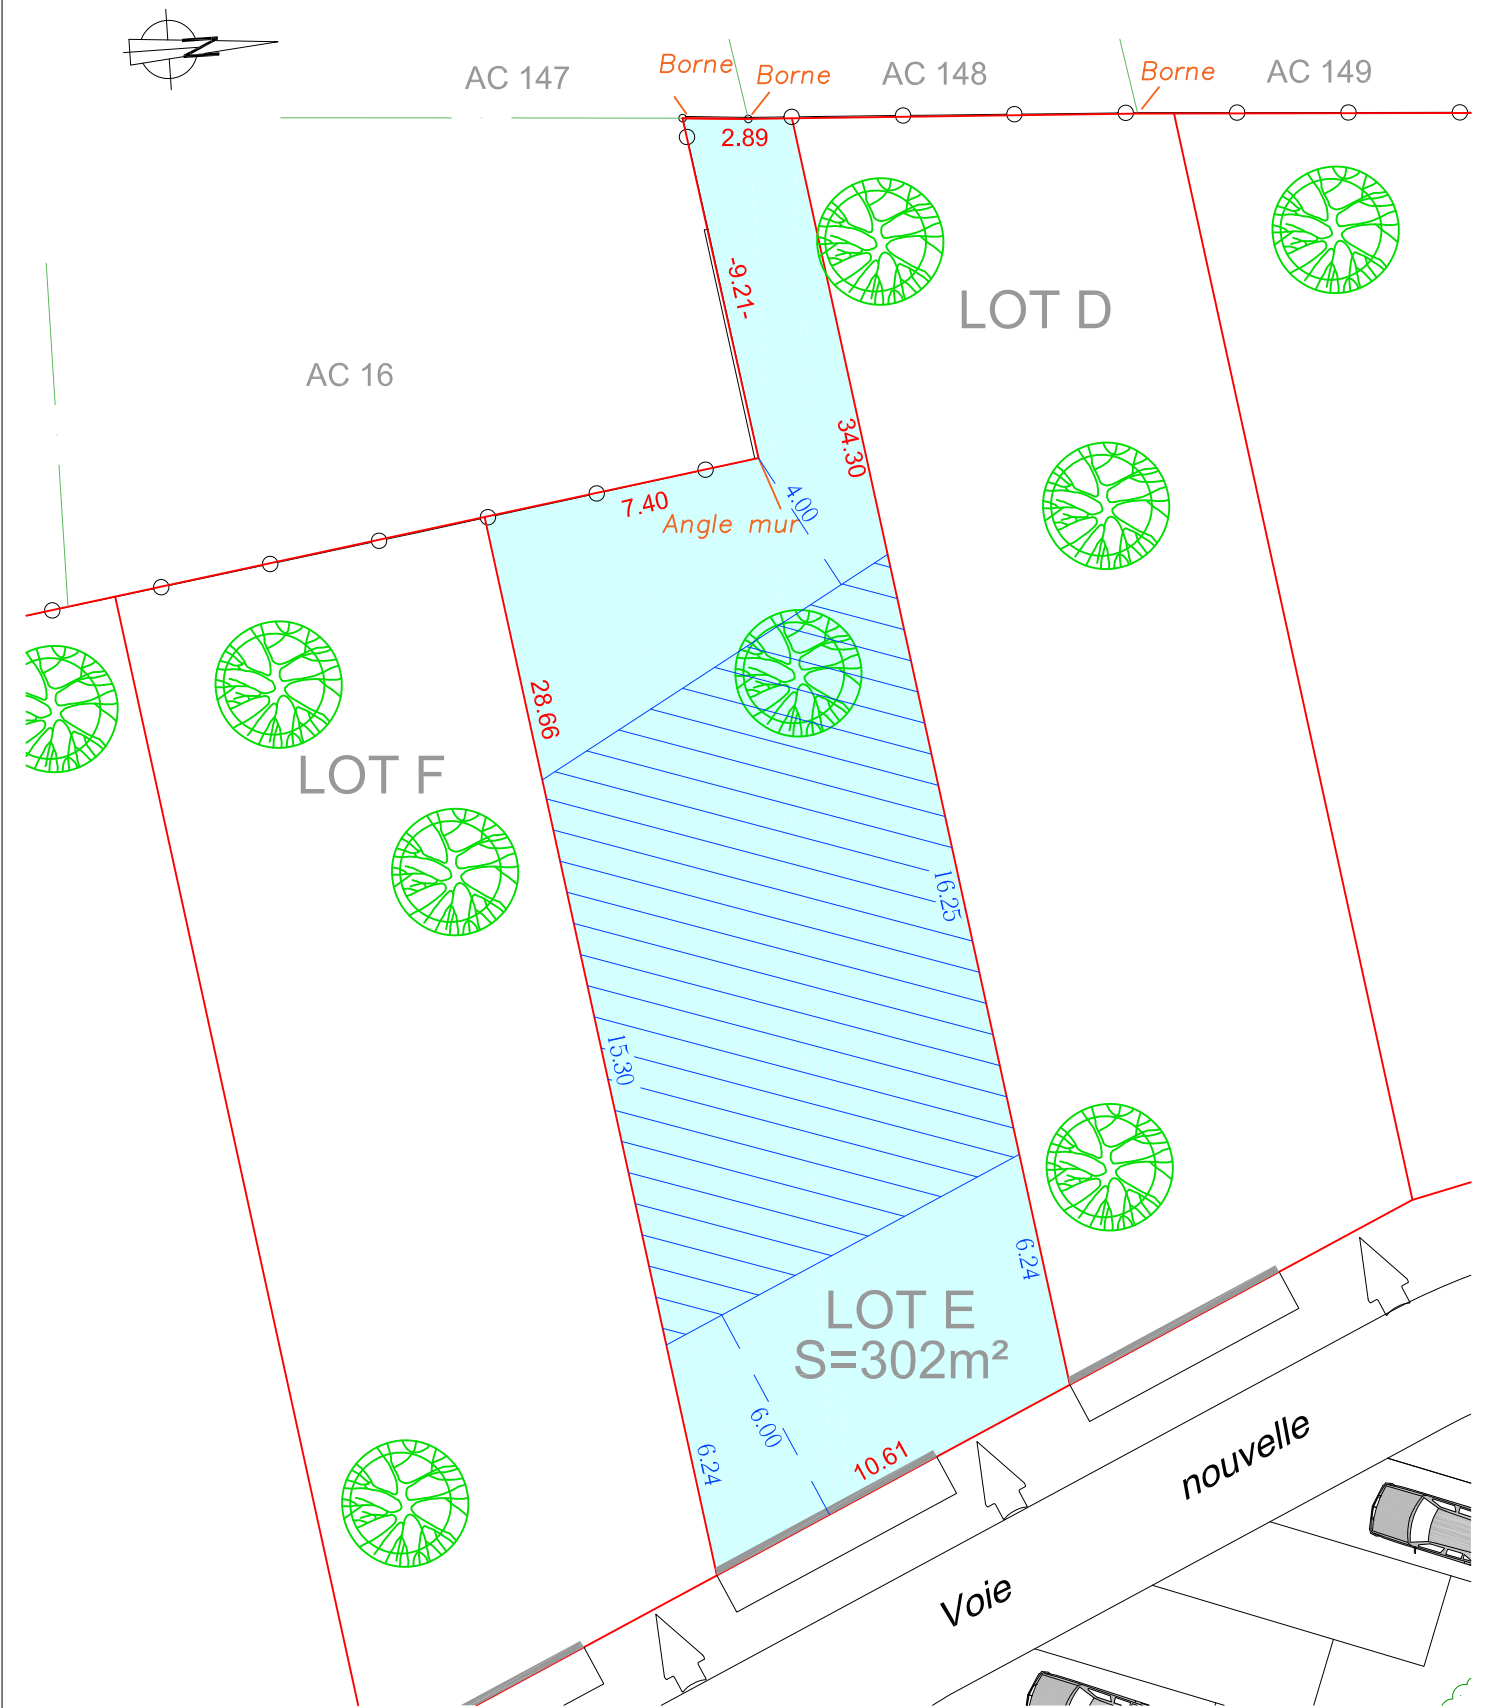 N
AC 147
Borne
Borne
AC 148
Borne
AC 149
2.89
-9.21-
LOT D
AC 16
34.30
7.40
4.00
Angle mur
28.66
LOT F
16.25
15.30
6.24
LOT E
S=302m²
6.00
6.24
10.61
Voie nouvelle